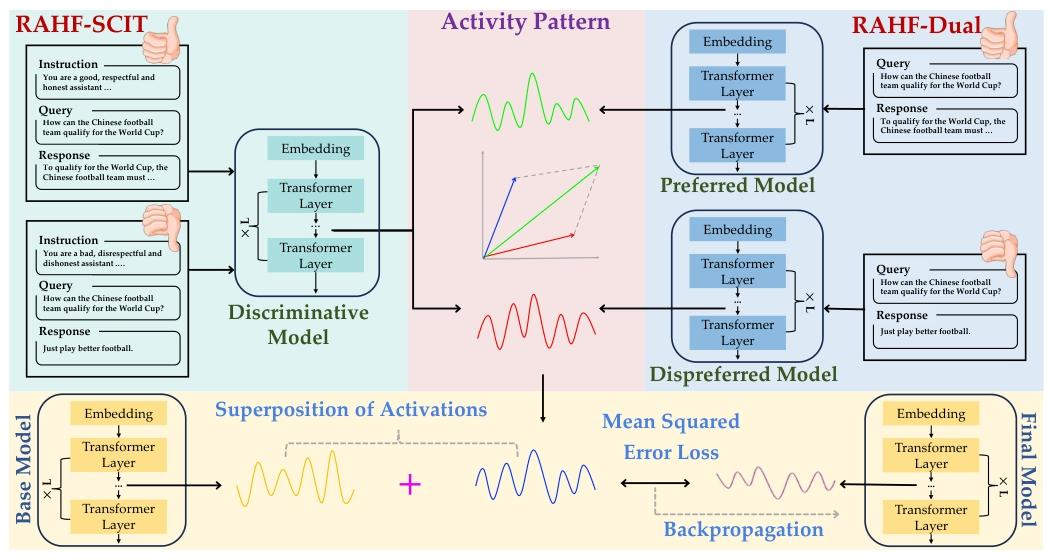 RAHF-SCIT
Instruction
You are a good, respectful and
honest assistant ...
Query
How can the Chinese football
team qualify for the World Cup?
Response
To qualify for the World Cup, the
Chinese football team must ...
Instruction
You are a bad, disrespectful and
dishonest assistant ....
Query
How can the Chinese football
team qualify for the World Cup?
Response
Just play better football.
Embedding
Transformer
Layer
...
Transformer
Layer
× L
Discriminative
Model
Activity Pattern
Embedding
Transformer
Layer
...
Transformer
Layer
× L
Preferred Model
Embedding
Transformer
Layer
...
Transformer
Layer
× L
Dispreferred Model
RAHF-Dual
Query
How can the Chinese football
team qualify for the World Cup?
Response
To qualify for the World Cup, the
Chinese football team must ...
Query
How can the Chinese football
team qualify for the World Cup?
Response
Just play better football.
Base Model
Embedding
Transformer
Layer
...
Transformer
Layer
× L
Superposition of Activations
+
Mean Squared
Error Loss
Backpropagation
Embedding
Transformer
Layer
...
Transformer
Layer
× L
Final Model